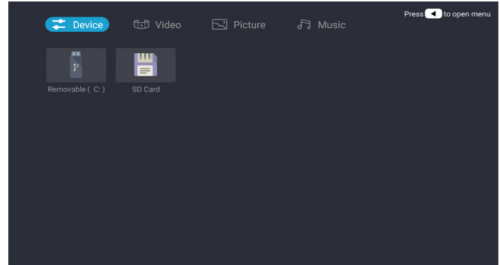 Press ◀ to open menu
Device Video Picture Music
Removable ( C: ) SD Card